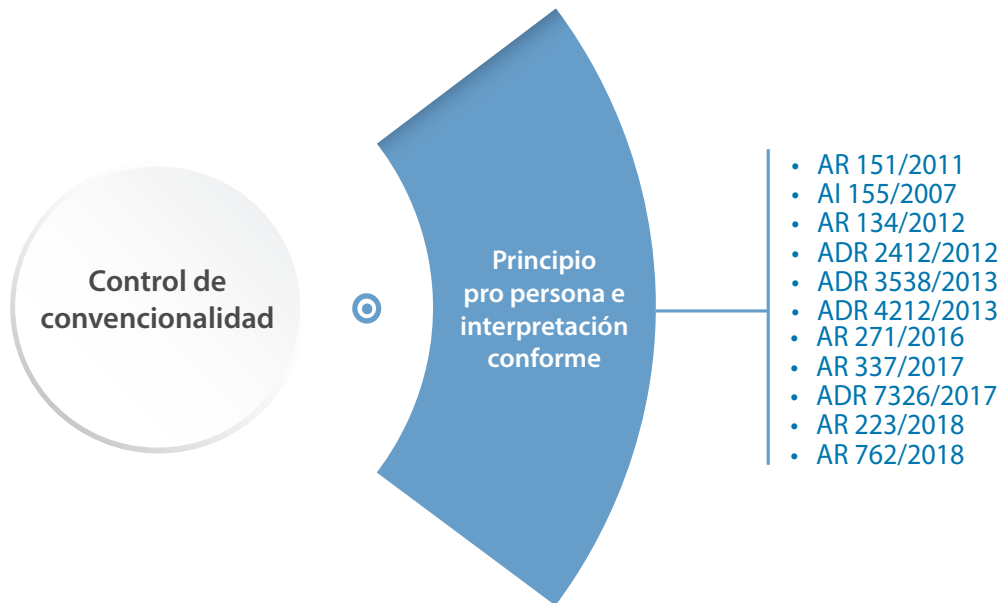 Control de
convencionalidad
Principio
pro persona e
interpretación
conforme
• AR 151/2011
• AI 155/2007
• AR 134/2012
• ADR 2412/2012
• ADR 3538/2013
• ADR 4212/2013
• AR 271/2016
• AR 337/2017
• ADR 7326/2017
• AR 223/2018
• AR 762/2018